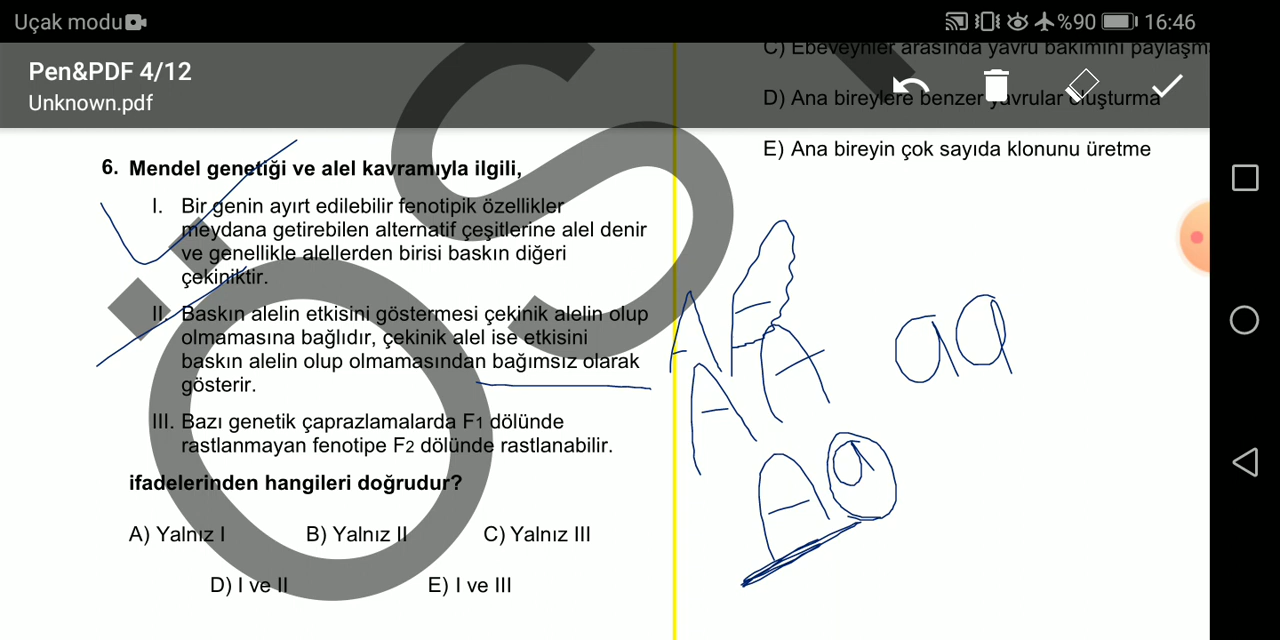 Uçak modu
%90 16:46
Pen&PDF 4/12
Unknown.pdf
C) Ebeveynler arasında yavru bakımını paylaşm
D) Ana bireylere benzer yavrular oluşturma
E) Ana bireyin çok sayıda klonunu üretme
6. Mendel genetiği ve alel kavramıyla ilgili,
I. Bir genin ayırt edilebilir fenotipik özellikler
meydana getirebilen alternatif çeşitlerine alel denir
ve genellikle alellerden birisi baskın diğeri
çekiniktir.
II. Baskın alelin etkisini göstermesi çekinik alelin olup
olmamasına bağlıdır, çekinik alel ise etkisini
baskın alelin olup olmamasından bağımsız olarak
gösterir.
III. Bazı genetik çaprazlamalarda F1 dölünde
rastlanmayan fenotipe F2 dölünde rastlanabilir.
ifadelerinden hangileri doğrudur?
A) Yalnız I B) Yalnız II C) Yalnız III
D) I ve II E) I ve III
AA aa
Aa
ÖS